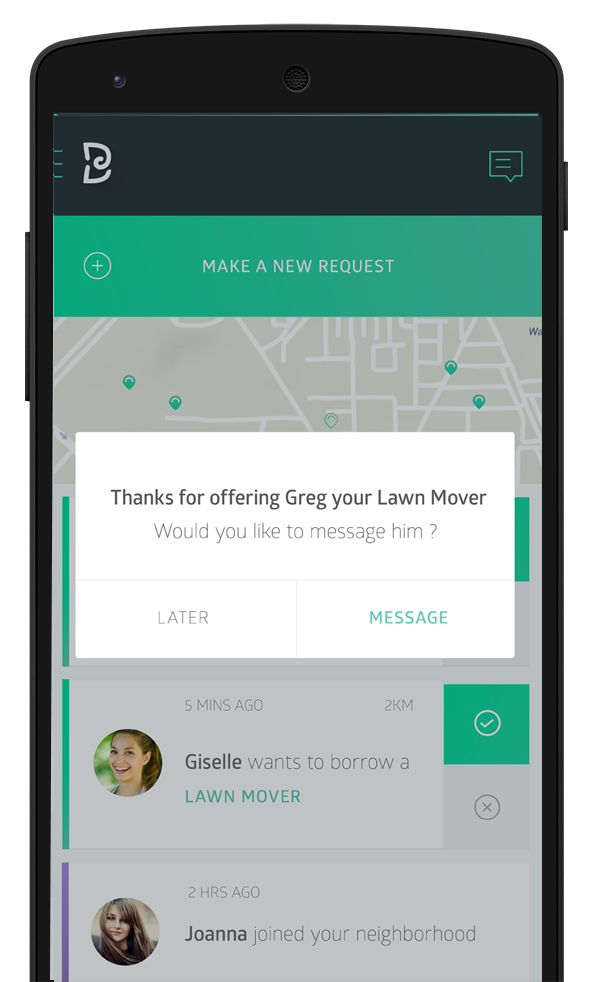 Wa
MAKE A NEW REQUEST
Thanks for offering Greg your Lawn Mover
Would you like to message him ?
LATER
MESSAGE
5 MINS AGO
2KM
Giselle wants to borrow a
LAWN MOVER
2 HRS AGO
Joanna joined your neighborhood